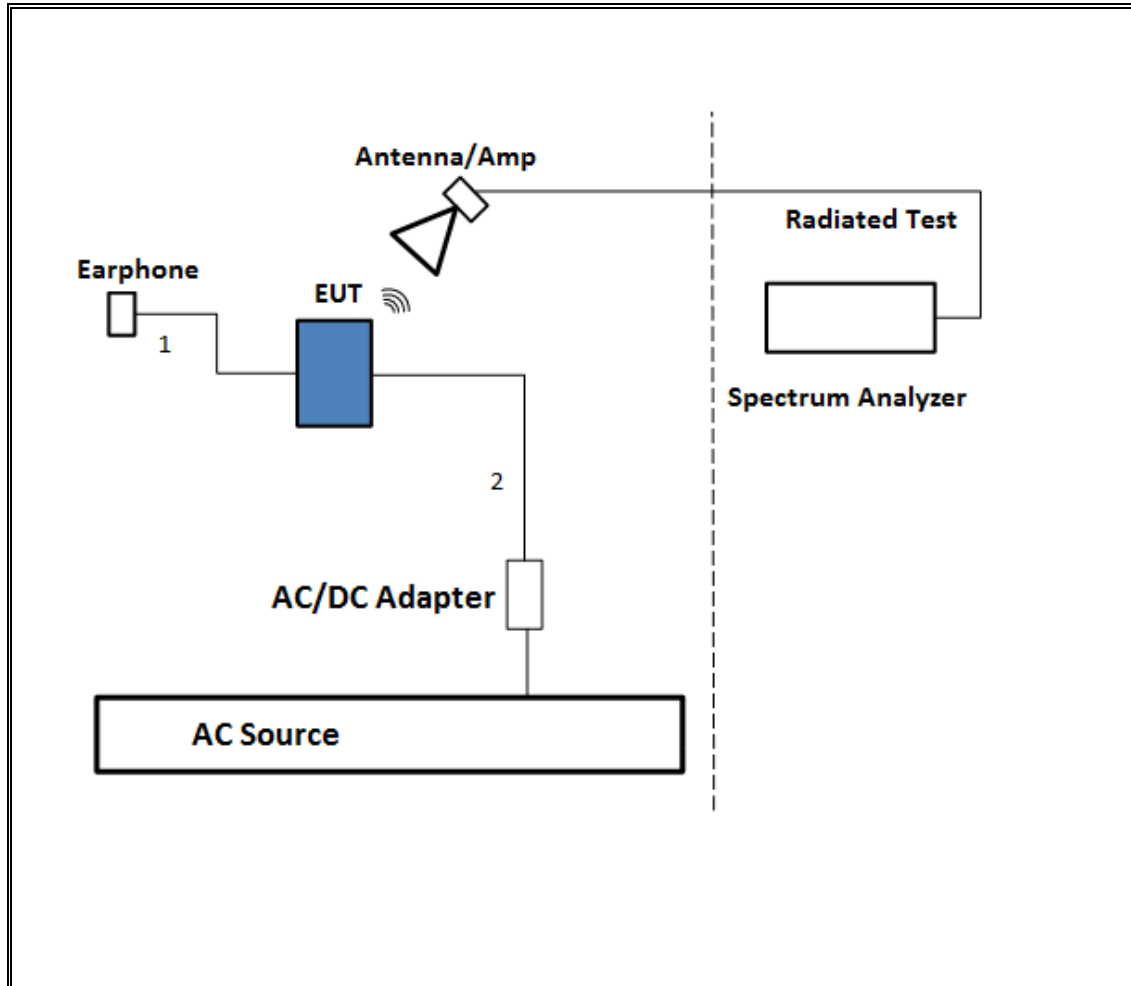 Antenna/Amp
Radiated Test
Earphone
EUT
1
Spectrum Analyzer
2
AC/DC Adapter
AC Source